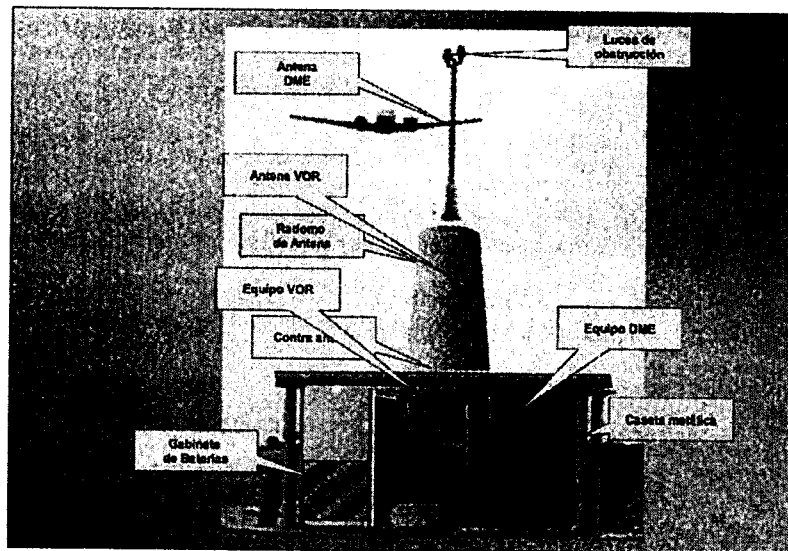 Luces de
obstrucción
Antena
DME
Antena VOR
Radomo
de Antena
Equipo VOR
Equipo DME
Contra
Caseta metálica
Gabinete
de Baterías